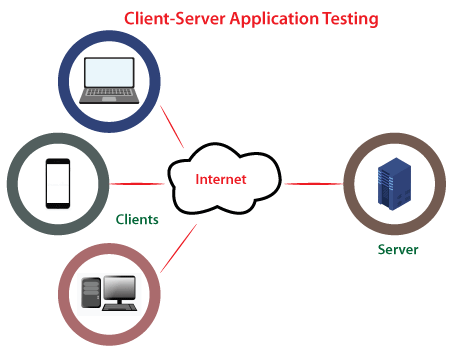 Client-Server Application Testing
Internet
Clients
Server